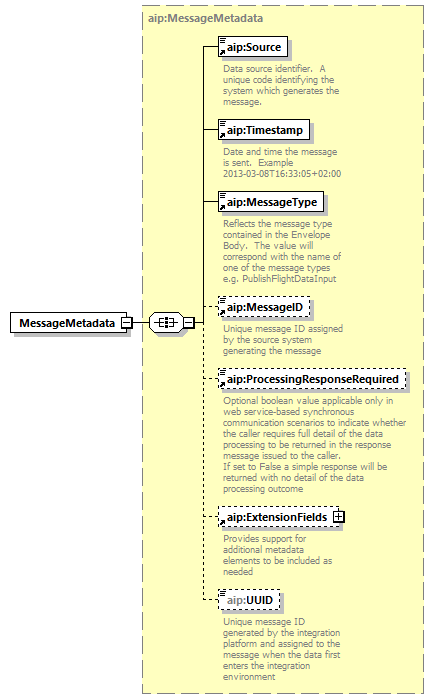 aip:MessageMetadata
aip:Source
Data source identifier.  A
unique code identifying the
system which generates the
message.
aip:Timestamp
Date and time the message
is sent.  Example
2013-03-08T16:33:05+02:00
aip:MessageType
Reflects the message type
contained in the Envelope
Body.  The value will
correspond with the name of
one of the message types
e.g. PublishFlightDataInput
MessageMetadata
aip:MessageID
Unique message ID assigned
by the source system
generating the message
aip:ProcessingResponseRequired
Optional boolean value applicable only in
web service-based synchronous
communication scenarios to indicate whether
the caller requires full detail of the data
processing to be returned in the response
message issued to the caller.
If set to False a simple response will be
returned with no detail of the data
processing outcome
aip:ExtensionFields
Provides support for
additional metadata
elements to be included as
needed
aip:UUID
Unique message ID
generated by the integration
platform and assigned to the
message when the data first
enters the integration
environment